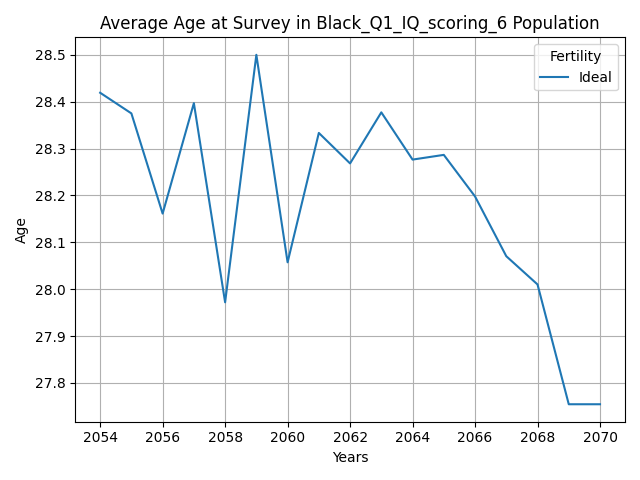 Average Age at Survey in Black_Q1_IQ_scoring_6 Population
Fertility
Ideal
28.5
28.4
28.3
28.2
28.1
28.0
27.9
27.8
Age
2054 2056 2058 2060 2062 2064 2066 2068 2070
Years